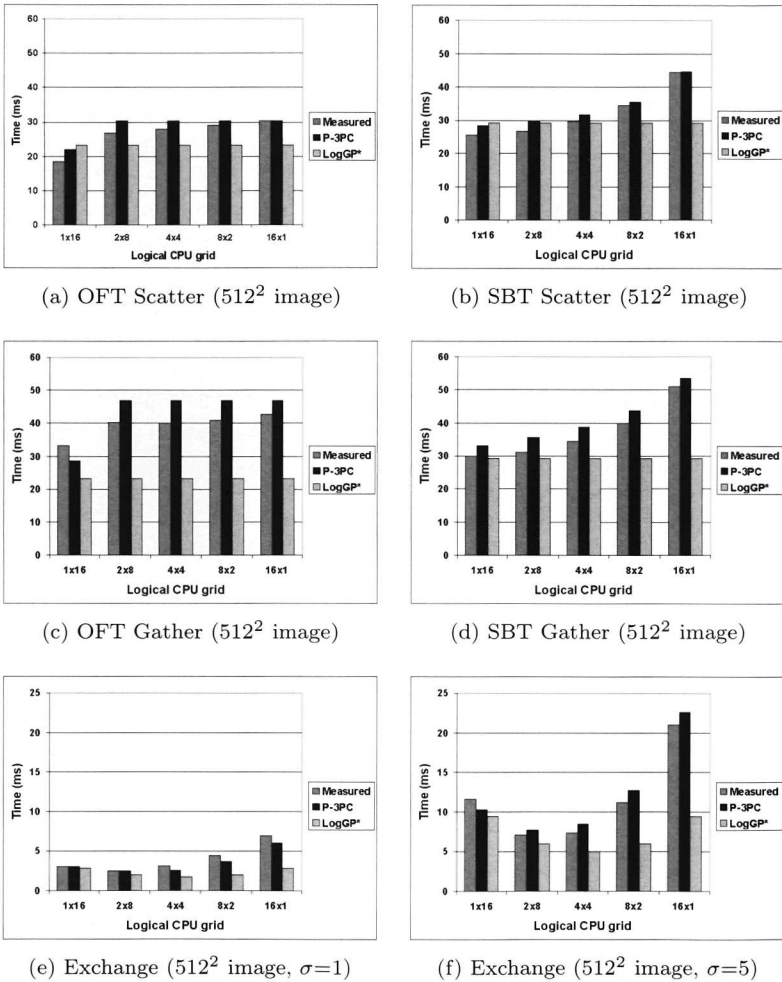 60
50
40
30
20
10
0
Time (ms)
1x16 2x8 4x4 8x2 16x1
Logical CPU grid
Measured
P-3PC
LogGP*
(a) OFT Scatter (512² image)
60
50
40
30
20
10
0
Time (ms)
1x16 2x8 4x4 8x2 16x1
Logical CPU grid
Measured
P-3PC
LogGP*
(b) SBT Scatter (512² image)
60
50
40
30
20
10
0
Time (ms)
1x16 2x8 4x4 8x2 16x1
Logical CPU grid
Measured
P-3PC
LogGP*
(c) OFT Gather (512² image)
60
50
40
30
20
10
0
Time (ms)
1x16 2x8 4x4 8x2 16x1
Logical CPU grid
Measured
P-3PC
LogGP*
(d) SBT Gather (512² image)
25
20
15
10
5
0
Time (ms)
1x16 2x8 4x4 8x2 16x1
Logical CPU grid
Measured
P-3PC
LogGP*
(e) Exchange (512² image, σ=1)
25
20
15
10
5
0
Time (ms)
1x16 2x8 4x4 8x2 16x1
Logical CPU grid
Measured
P-3PC
LogGP*
(f) Exchange (512² image, σ=5)